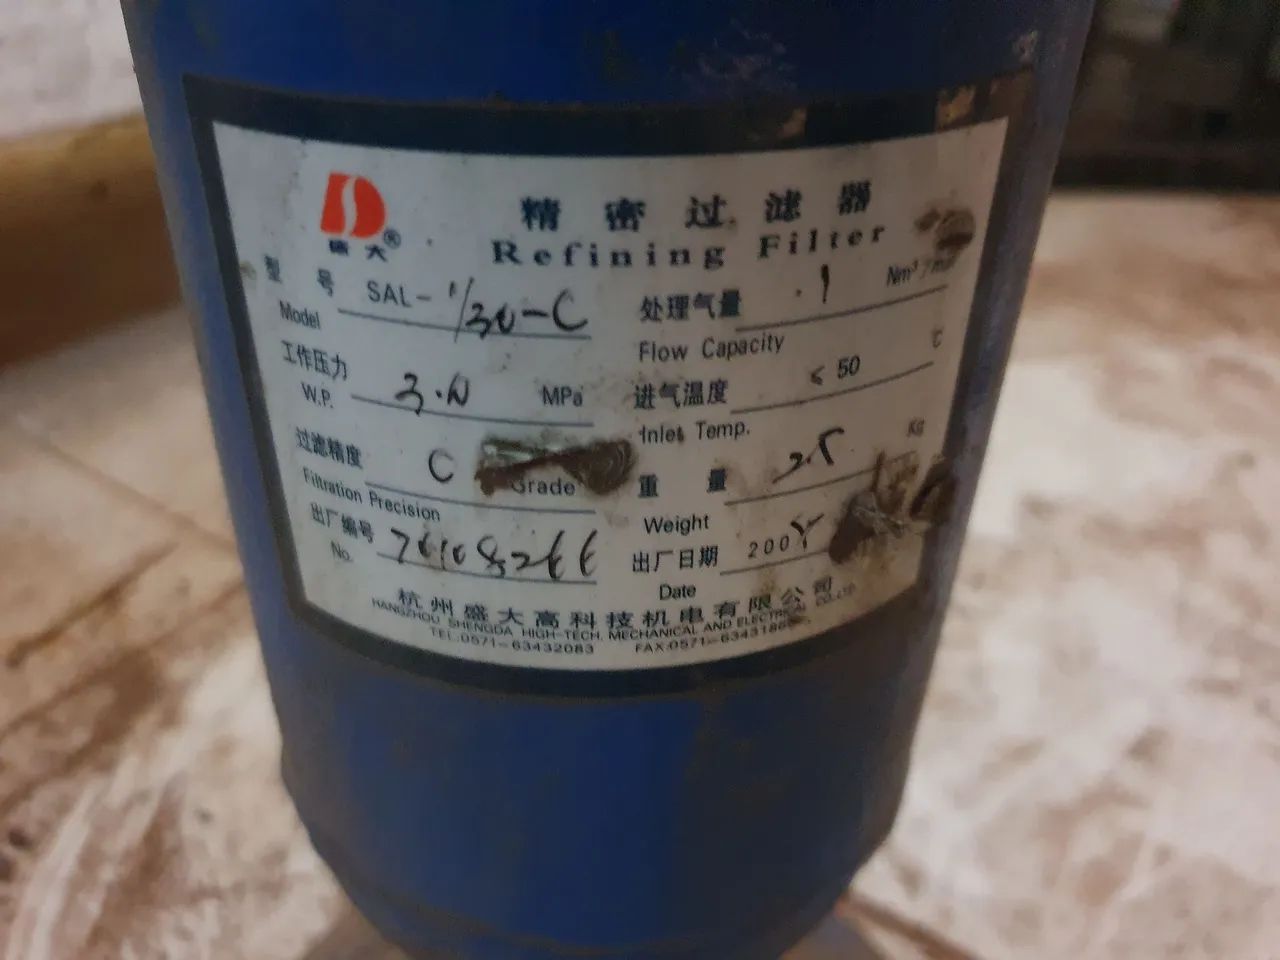 盛大®
精密过滤器
Refining Filter
型号 SAL-1/30-C
Model
处理气量 1 Nm³/
Flow Capacity
工作压力 3.0 MPa
W.P.
进气温度 ≤50 ℃
Inlet Temp.
过滤精度 C Grade
Filtration Precision
重量 Kg
Weight
出厂编号
No.
出厂日期 200
Date
杭州盛大高科技机电有限公司
HANGZHOU SHENGDA HIGH-TECH. MECHANICAL AND ELECTRICAL CO.LTD
TEL:0571-63432083 FAX:0571-634318